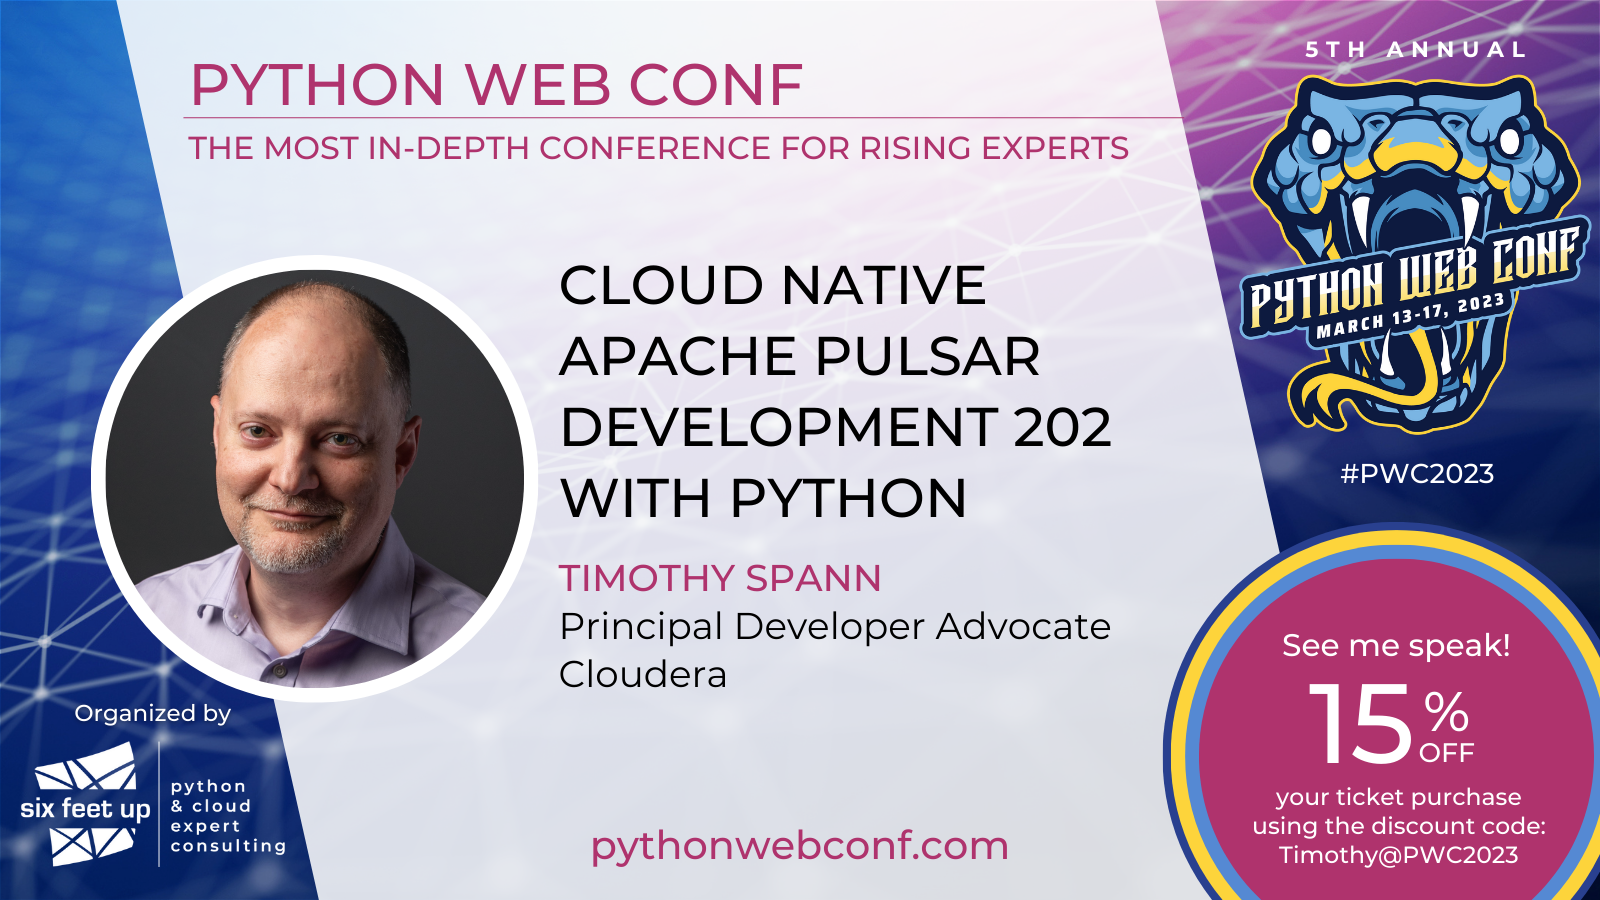 PYTHON WEB CONF
THE MOST IN-DEPTH CONFERENCE FOR RISING EXPERTS
5TH ANNUAL
PYTHON WEB CONF
MARCH 13-17, 2023
#PWC2023
CLOUD NATIVE
APACHE PULSAR
DEVELOPMENT 202
WITH PYTHON
TIMOTHY SPANN
Principal Developer Advocate
Cloudera
Organized by
six feet up
python
& cloud
expert
consulting
pythonwebconf.com
See me speak!
15%
OFF
your ticket purchase
using the discount code:
Timothy@PWC2023